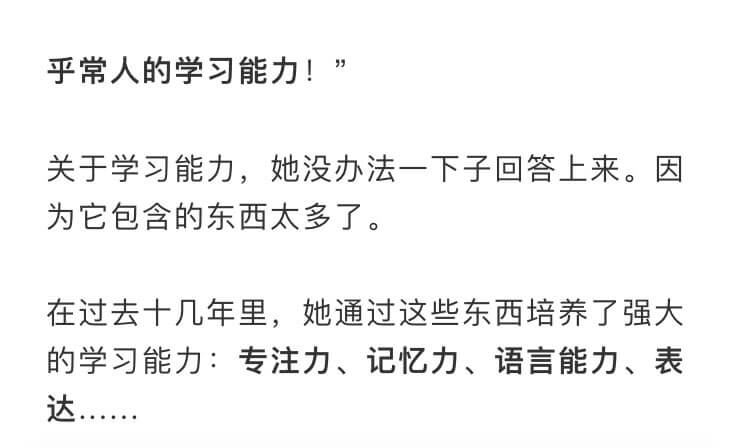 乎常人的学习能力！”
关于学习能力，她没办法一下子回答上来。因
为它包含的东西太多了。
在过去十几年里，她通过这些东西培养了强大
的学习能力：专注力、记忆力、语言能力、表
达……